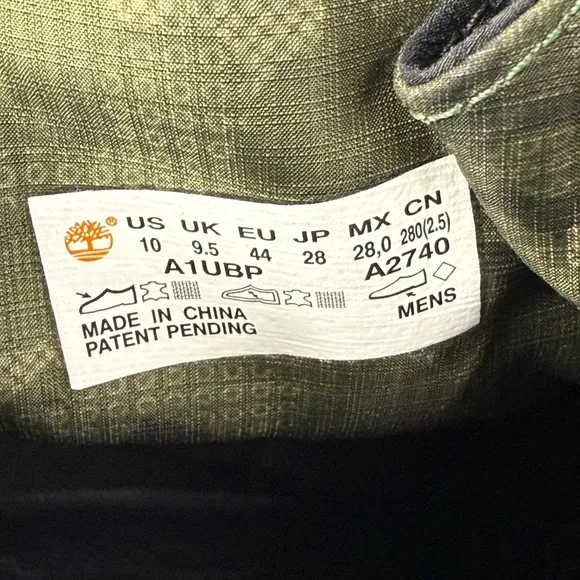 ® US UK EU JP MX CN
10 9.5 44 28 28,0 280(2.5)
A1UBP A2740
MADE IN CHINA MENS
PATENT PENDING